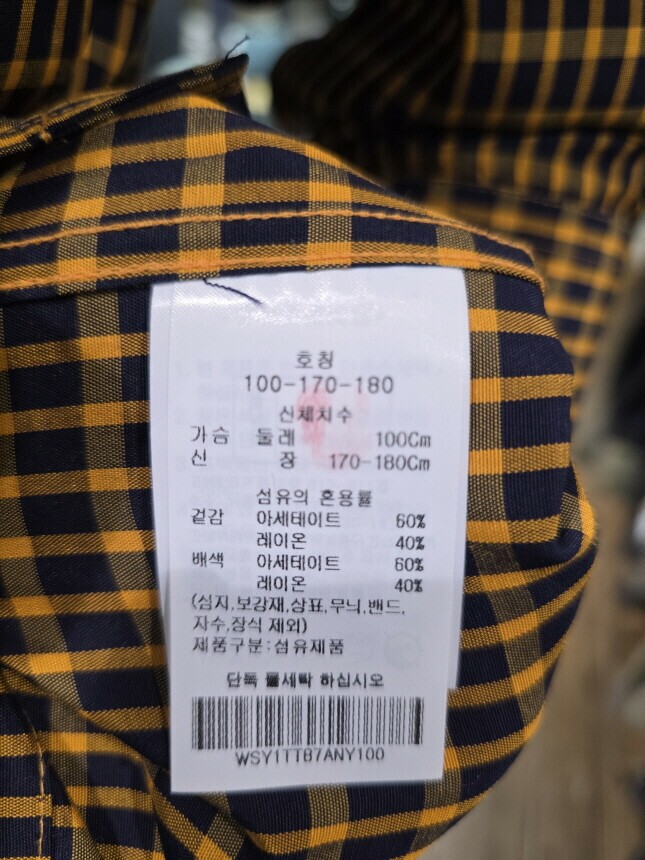 호칭
100-170-180
신체치수
가슴 둘레 100Cm
신 장 170-180Cm
섬유의 혼용률
겉감 아세테이트 60%
레이온 40%
배색 아세테이트 60%
레이온 40%
(심지,보강재,상표,무늬,밴드,
자수,장식 제외)
제품구분:섬유제품
단독 물세탁 하십시오
WSY1TT87ANY100